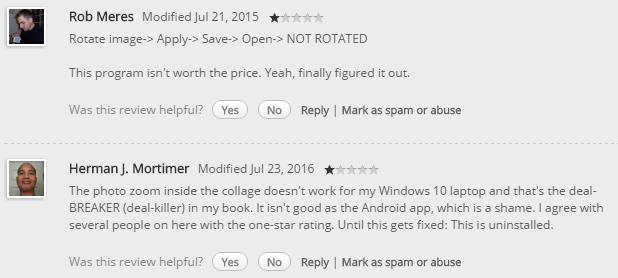 Rob Meres Modified Jul 21, 2015
Rotate image-> Apply-> Save-> Open-> NOT ROTATED
This program isn't worth the price. Yeah, finally figured it out.
Was this review helpful? Yes No Reply | Mark as spam or abuse
Herman J. Mortimer Modified Jul 23, 2016
The photo zoom inside the collage doesn't work for my Windows 10 laptop and that's the deal-
BREAKER (deal-killer) in my book. It isn't good as the Android app, which is a shame. I agree with
several people on here with the one-star rating. Until this gets fixed: This is uninstalled.
Was this review helpful? Yes No Reply | Mark as spam or abuse